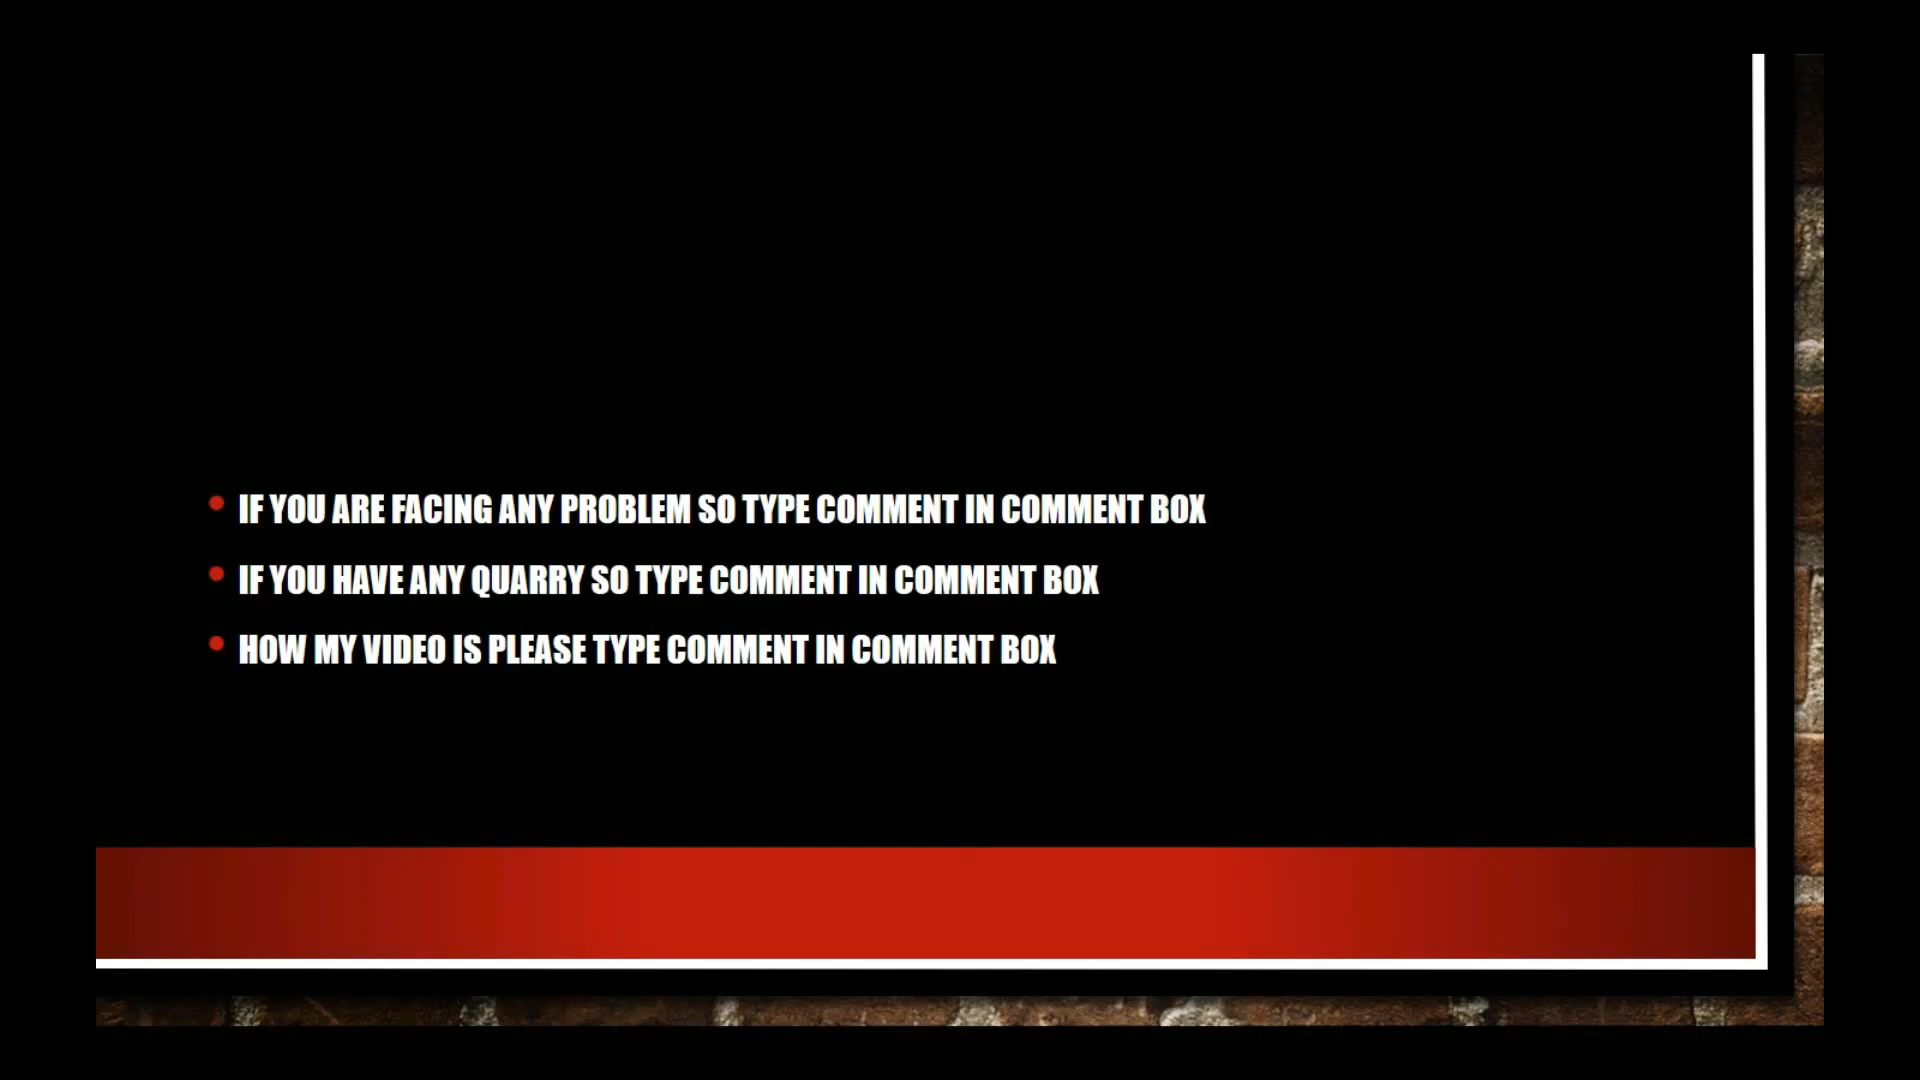 IF YOU ARE FACING ANY PROBLEM SO TYPE COMMENT IN COMMENT BOX
IF YOU HAVE ANY QUARRY SO TYPE COMMENT IN COMMENT BOX
HOW MY VIDEO IS PLEASE TYPE COMMENT IN COMMENT BOX